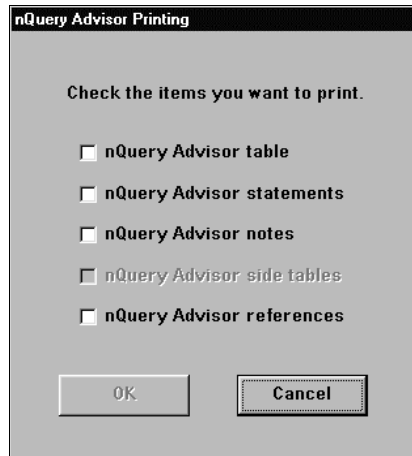 nQuery Advisor Printing
Check the items you want to print.
nQuery Advisor table
nQuery Advisor statements
nQuery Advisor notes
nQuery Advisor side tables
nQuery Advisor references
OK Cancel